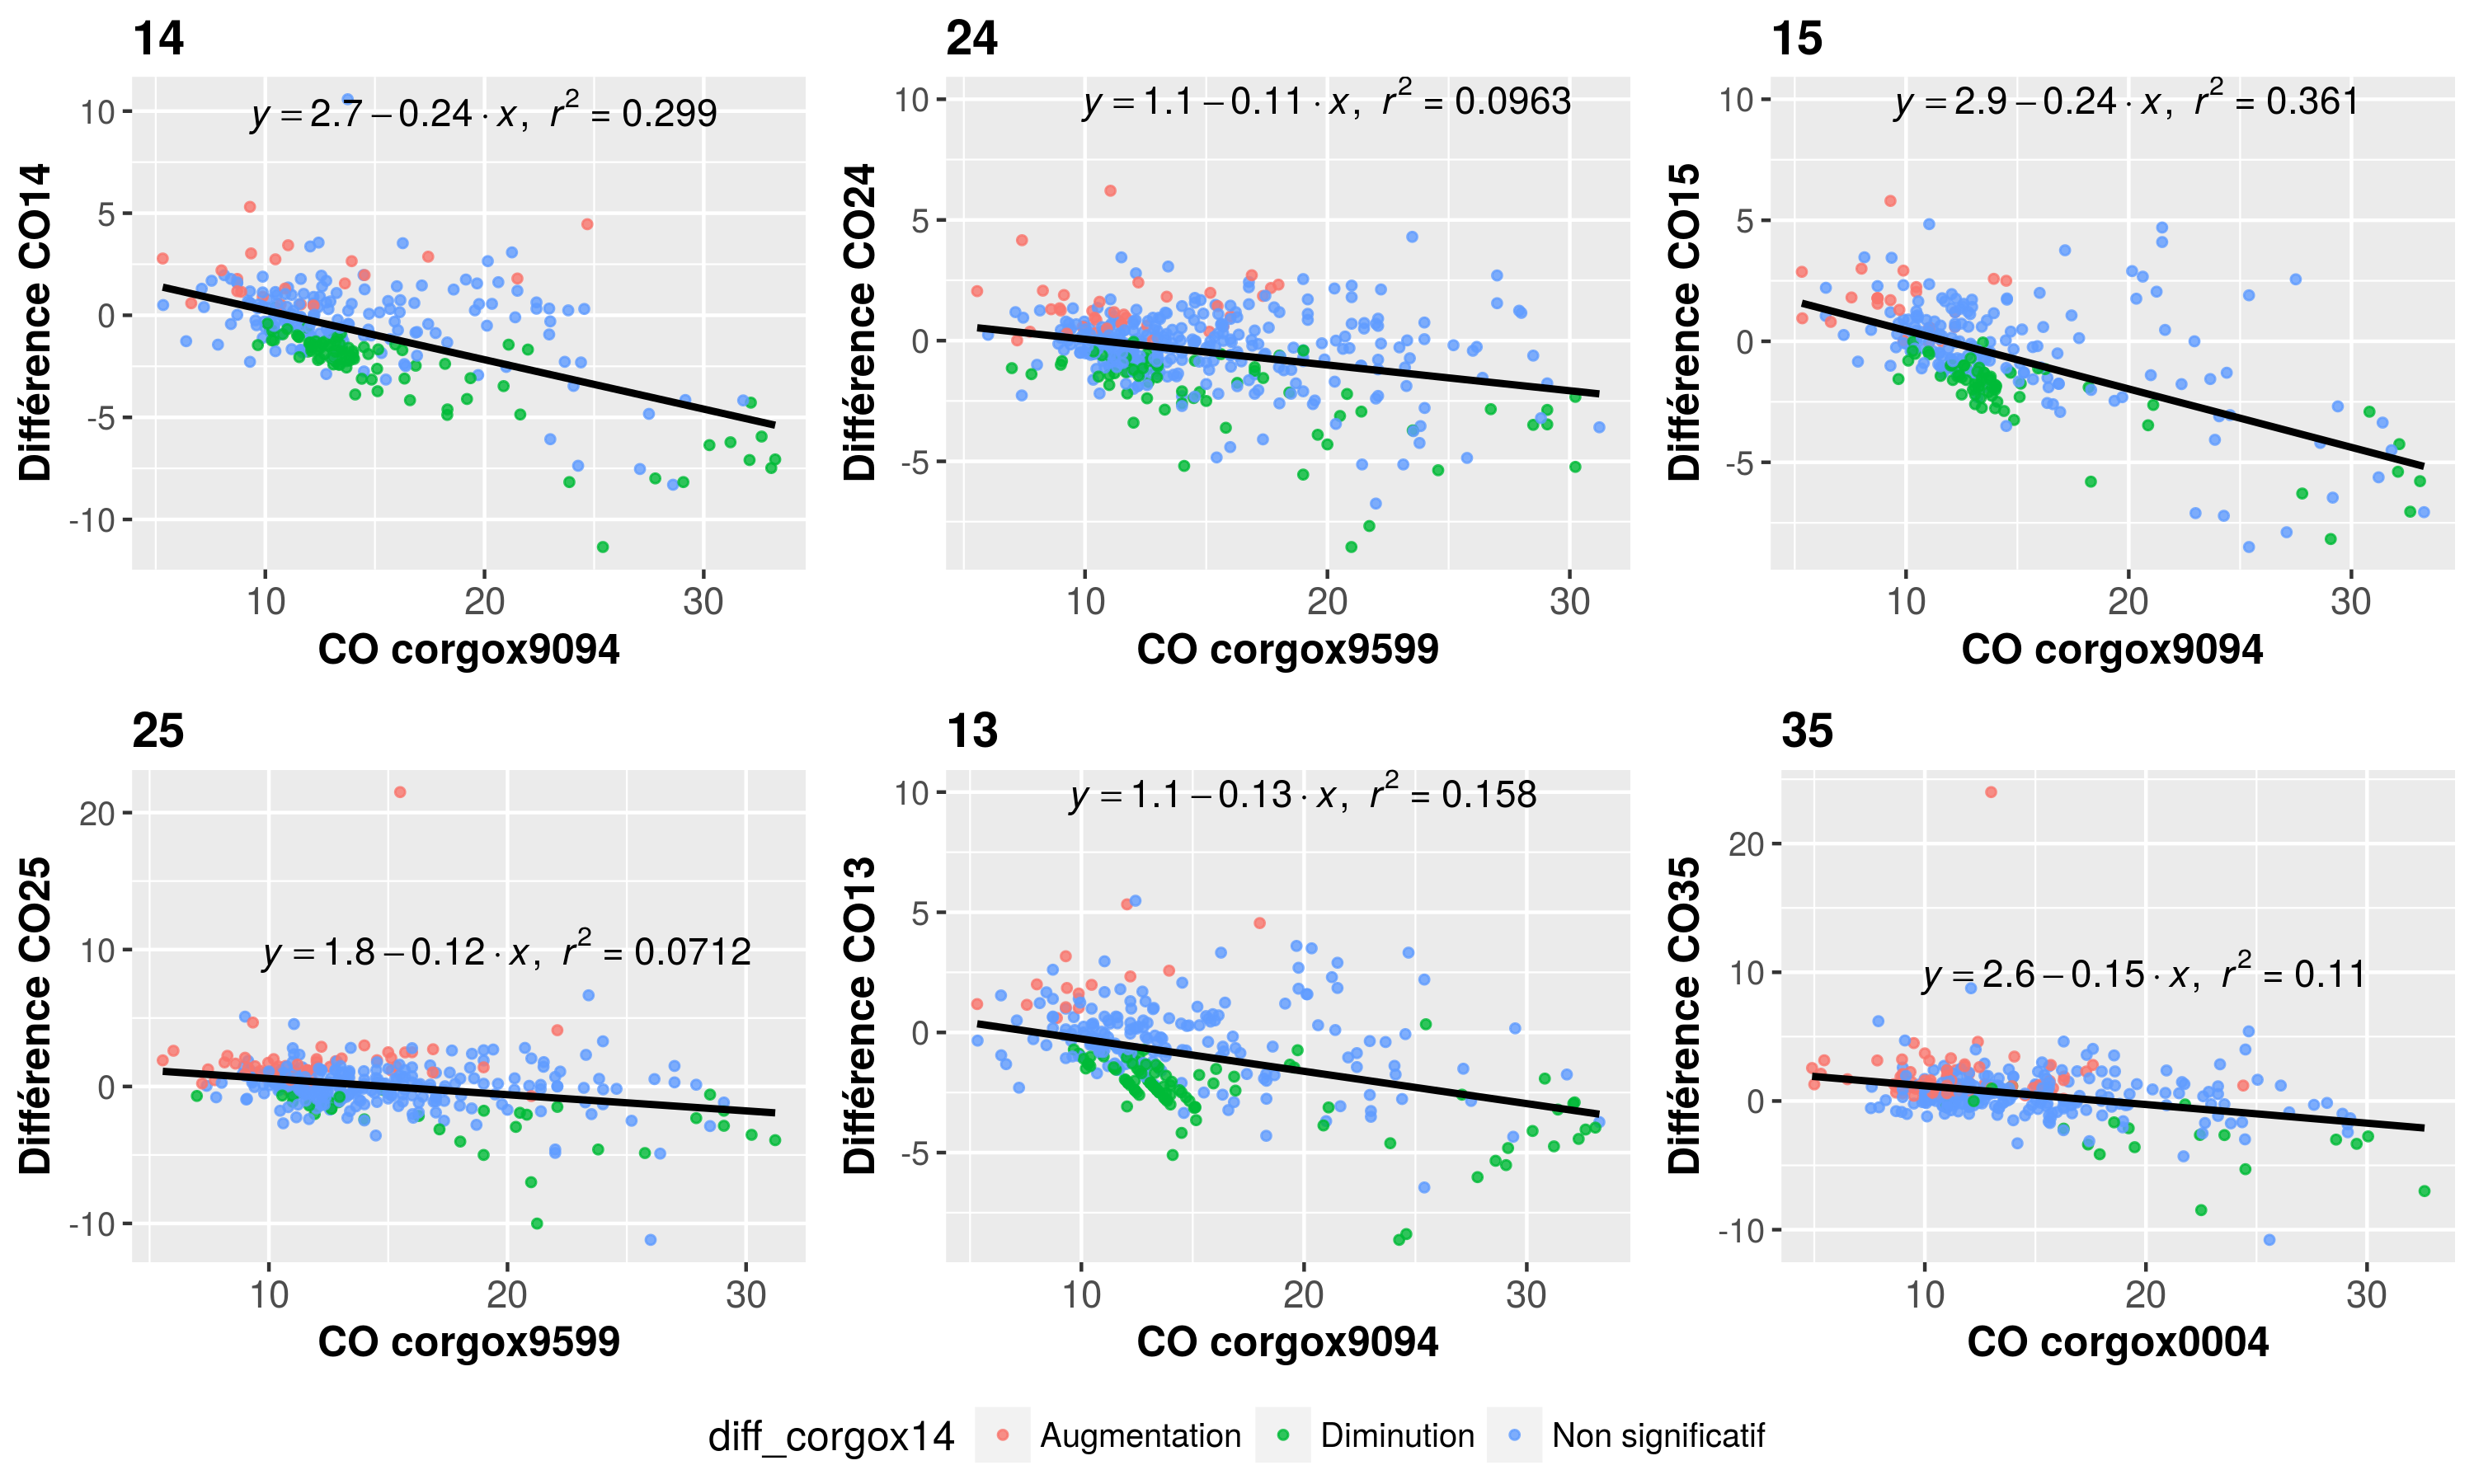 14
y = 2.7 − 0.24 · x, r² = 0.299
Différence CO14
10
5
0
-5
-10
10 20 30
CO corgox9094
24
y = 1.1 − 0.11 · x, r² = 0.0963
Différence CO24
10
5
0
-5
10 20 30
CO corgox9599
15
y = 2.9 − 0.24 · x, r² = 0.361
Différence CO15
10
5
0
-5
10 20 30
CO corgox9094
25
y = 1.8 − 0.12 · x, r² = 0.0712
Différence CO25
20
10
0
-10
10 20 30
CO corgox9599
13
y = 1.1 − 0.13 · x, r² = 0.158
Différence CO13
10
5
0
-5
10 20 30
CO corgox9094
35
y = 2.6 − 0.15 · x, r² = 0.11
Différence CO35
20
10
0
-10
10 20 30
CO corgox0004
diff_corgox14 Augmentation Diminution Non significatif